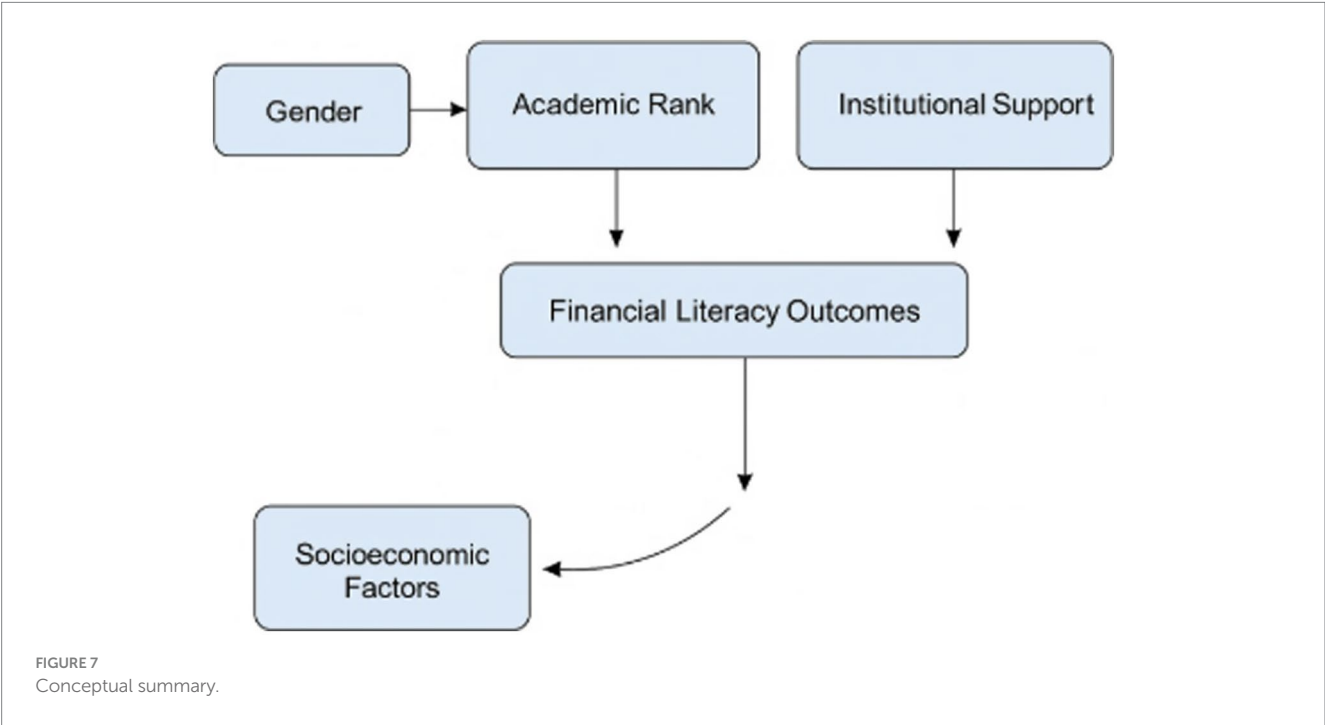 Gender
Academic Rank
Institutional Support
Financial Literacy Outcomes
Socioeconomic
Factors
FIGURE 7
Conceptual summary.